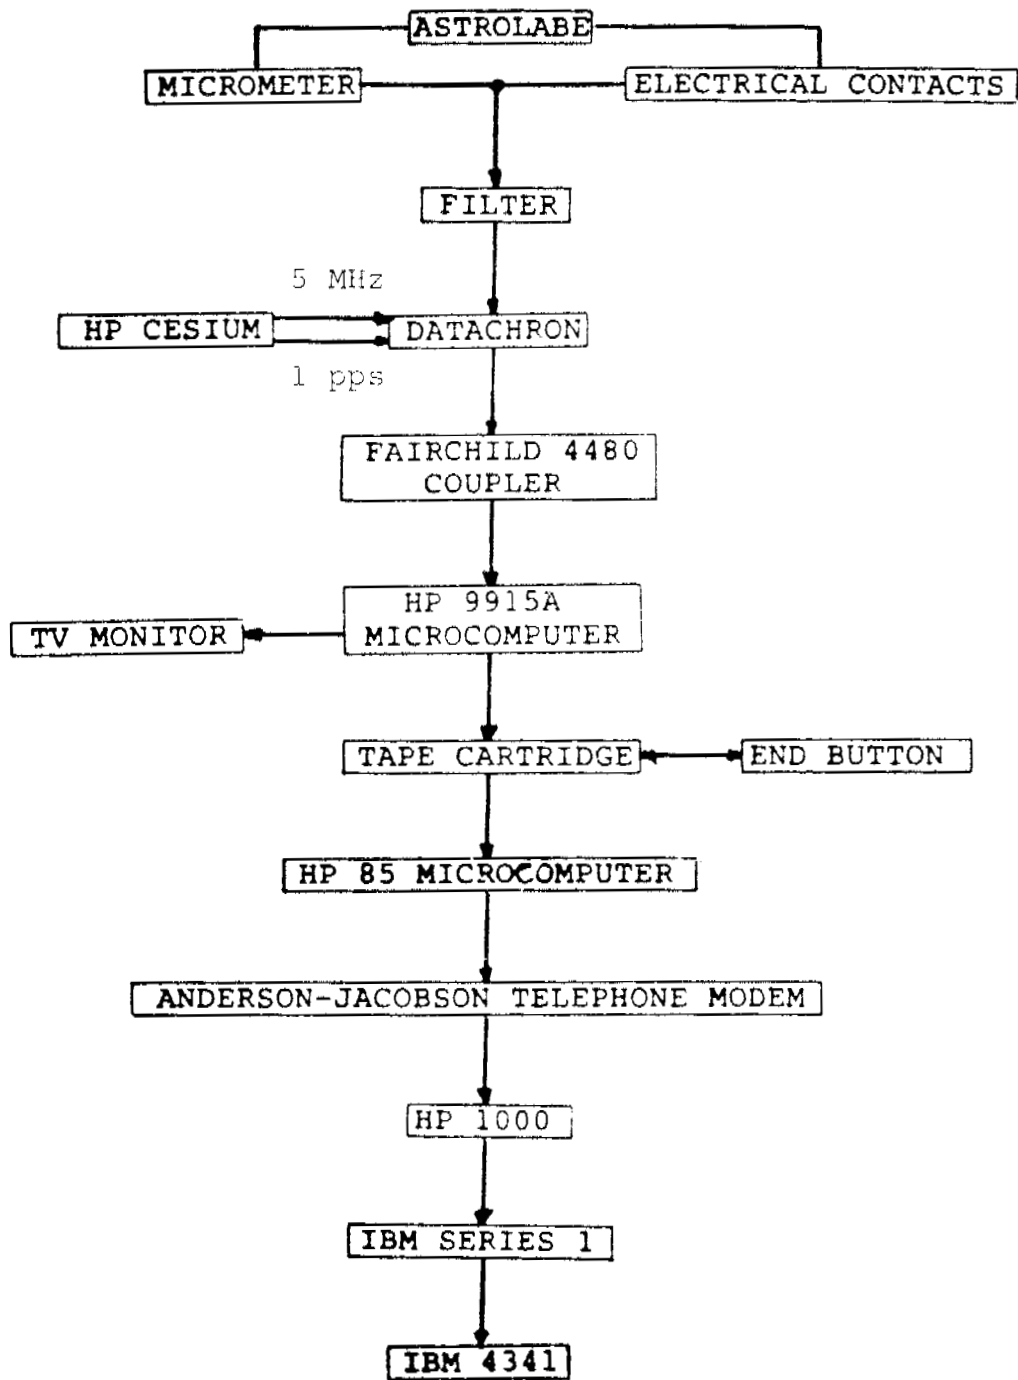 ASTROLABE
MICROMETER
ELECTRICAL CONTACTS
FILTER
5 MHz
HP CESIUM
DATACHRON
1 pps
FAIRCHILD 4480
COUPLER
HP 9915A
MICROCOMPUTER
TV MONITOR
TAPE CARTRIDGE
END BUTTON
HP 85 MICROCOMPUTER
ANDERSON-JACOBSON TELEPHONE MODEM
HP 1000
IBM SERIES 1
IBM 4341